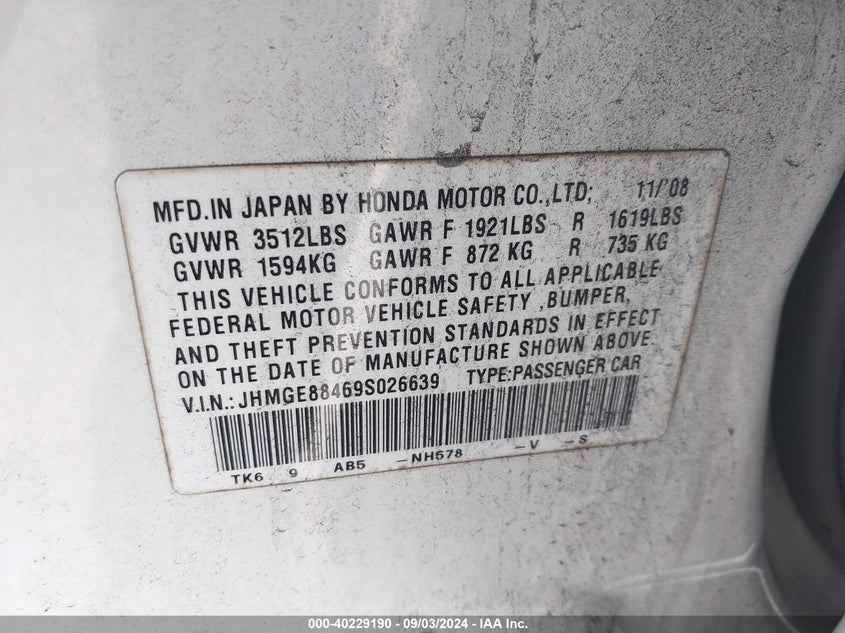 MFD.IN JAPAN BY HONDA MOTOR CO.,LTD; 11/'08
GVWR 3512LBS GAWR F 1921LBS R 1619LBS
GVWR 1594KG GAWR F 872 KG R 735 KG
THIS VEHICLE CONFORMS TO ALL APPLICABLE
FEDERAL MOTOR VEHICLE SAFETY ,BUMPER,
AND THEFT PREVENTION STANDARDS IN EFFECT
ON THE DATE OF MANUFACTURE SHOWN ABOVE.
V.I.N.: JHMGE88469S026639 TYPE:PASSENGER CAR
TK6 9 AB5 -NH578 -V -S
000-40229190 - 09/03/2024 - IAA Inc.